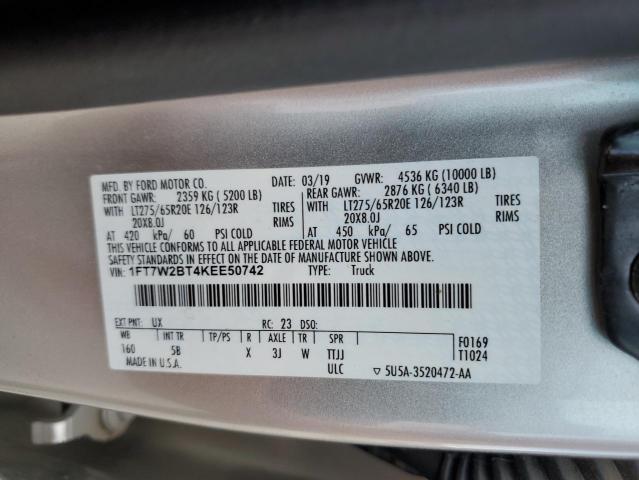 MFD. BY FORD MOTOR CO. 03/19 GVWR: 4536 KG (10000 LB)
FRONT GAWR: 2359 KG (5200 LB) REAR GAWR: 2876 KG (6340 LB)
WITH LT275/65R20E 126/123R TIRES WITH LT275/65R20E 126/123R TIRES
20X8.0J RIMS 20X8.0J RIMS
AT 420 kPa/ 60 PSI COLD AT 450 kPa/ 65 PSI COLD
THIS VEHICLE CONFORMS TO ALL APPLICABLE FEDERAL MOTOR VEHICLE
SAFETY STANDARDS IN EFFECT ON THE DATE OF MANUFACTURE SHOWN ABOVE.
VIN: 1FT7W2BT4KEE50742 TYPE: Truck
EXT PNT: UX RC: 23 DSO:
WB INT TR TP/PS R AXLE TR SPR F0169
160 5B X 3J W TTJJ T1024
MADE IN U.S.A. ULC 5U5A-3520472-AA